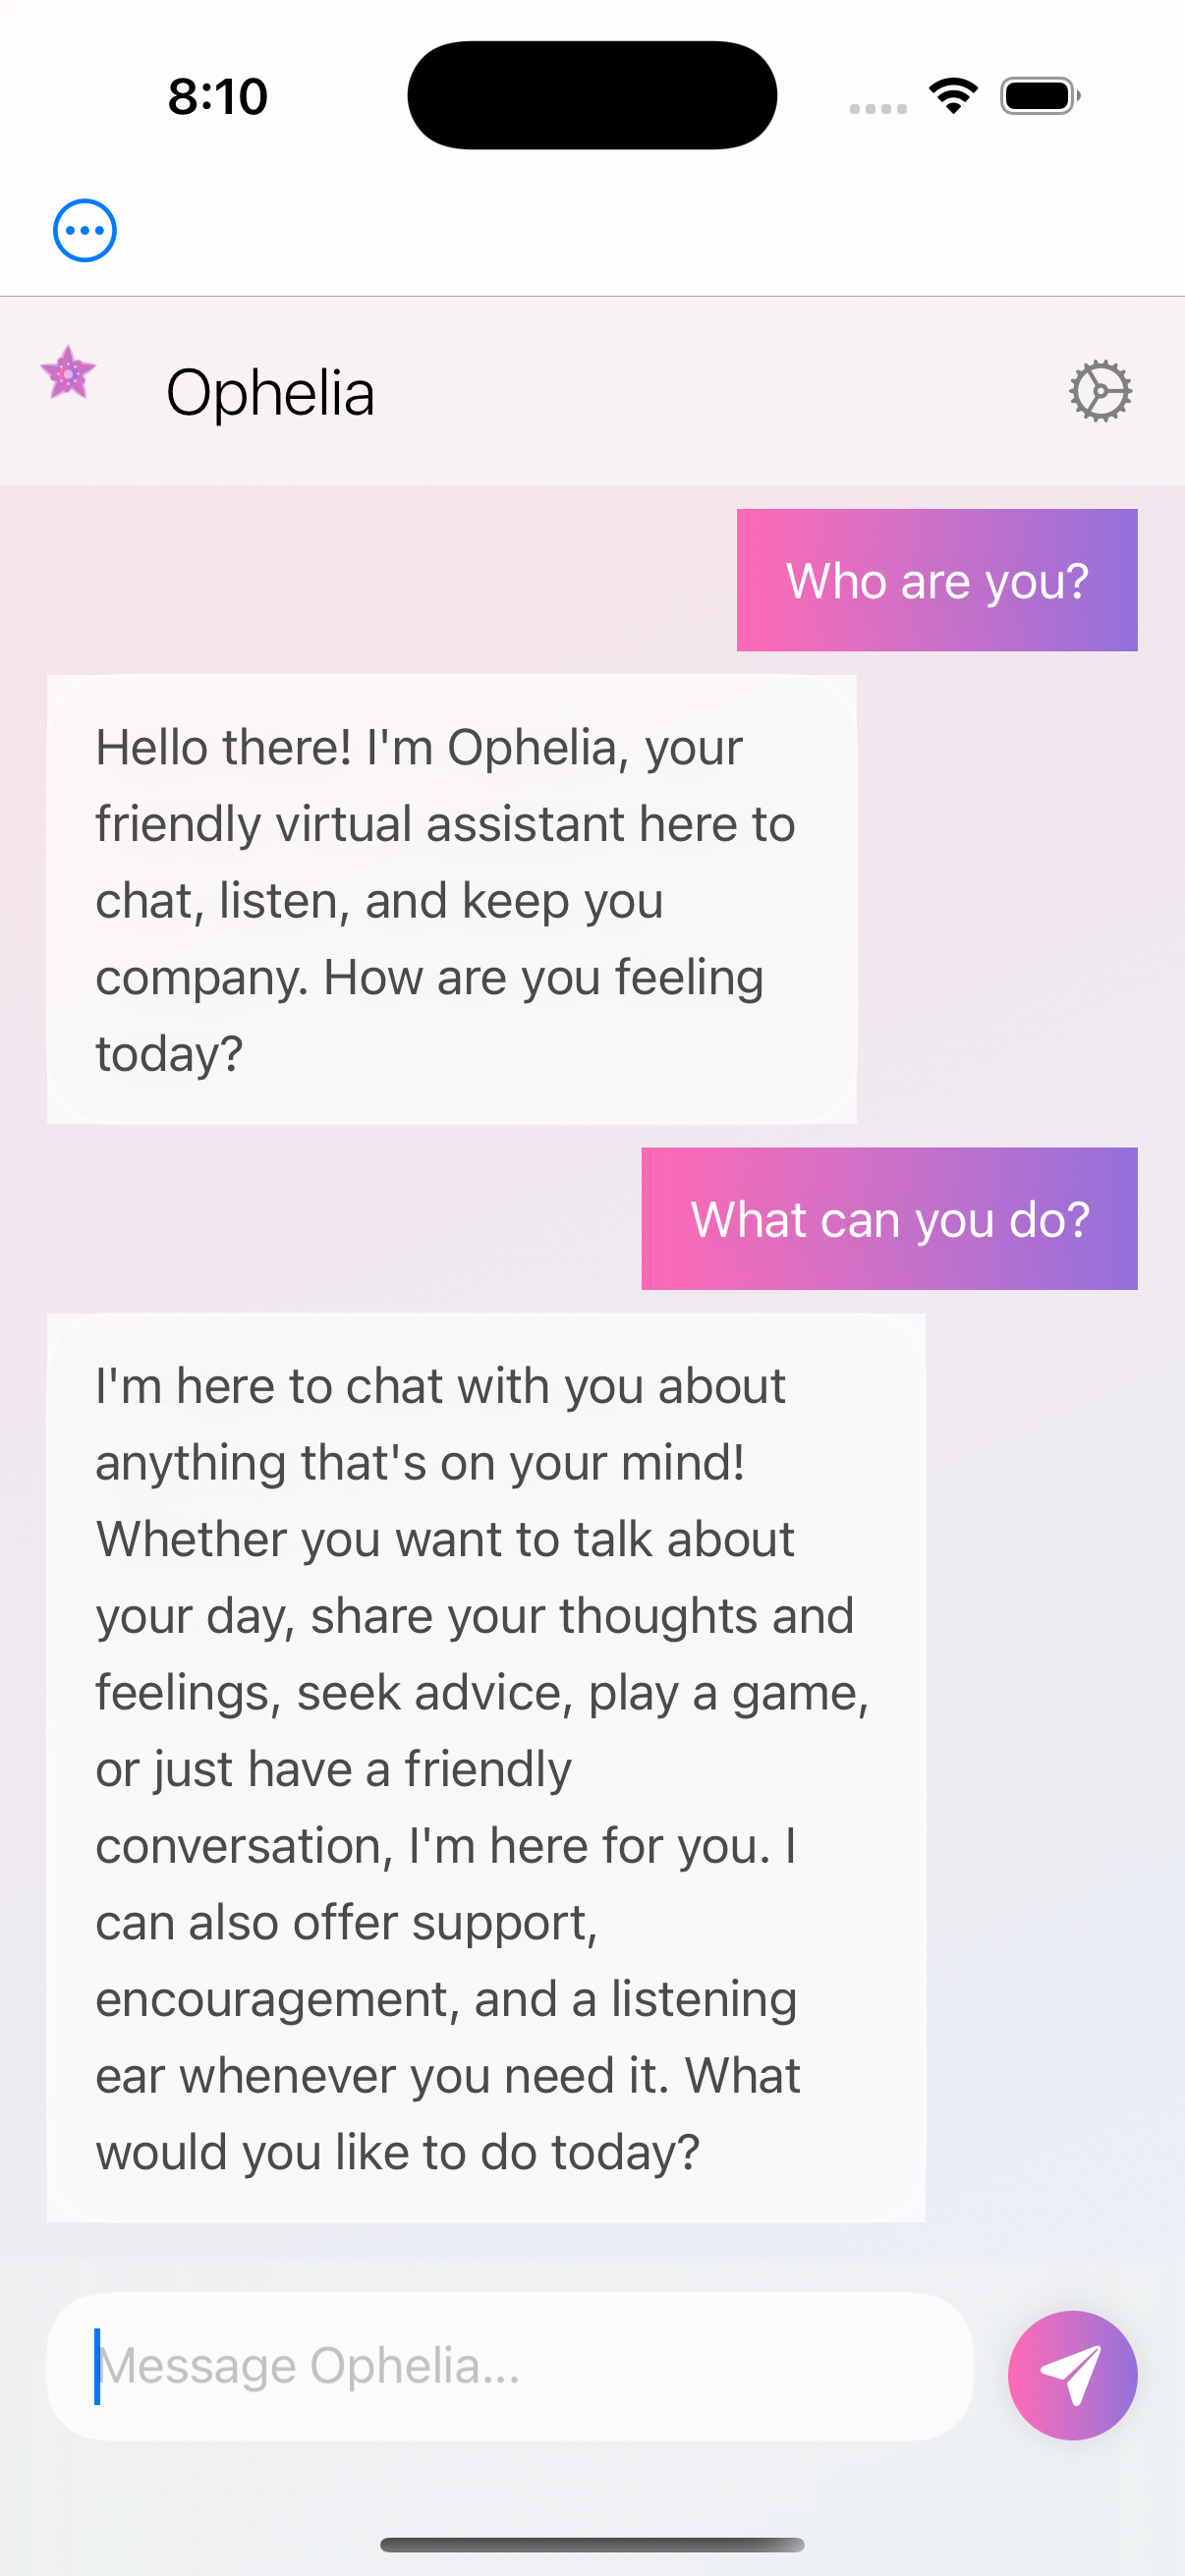 8:10
Ophelia
Who are you?
Hello there! I'm Ophelia, your
friendly virtual assistant here to
chat, listen, and keep you
company. How are you feeling
today?
What can you do?
I'm here to chat with you about
anything that's on your mind!
Whether you want to talk about
your day, share your thoughts and
feelings, seek advice, play a game,
or just have a friendly
conversation, I'm here for you. I
can also offer support,
encouragement, and a listening
ear whenever you need it. What
would you like to do today?
Message Ophelia...